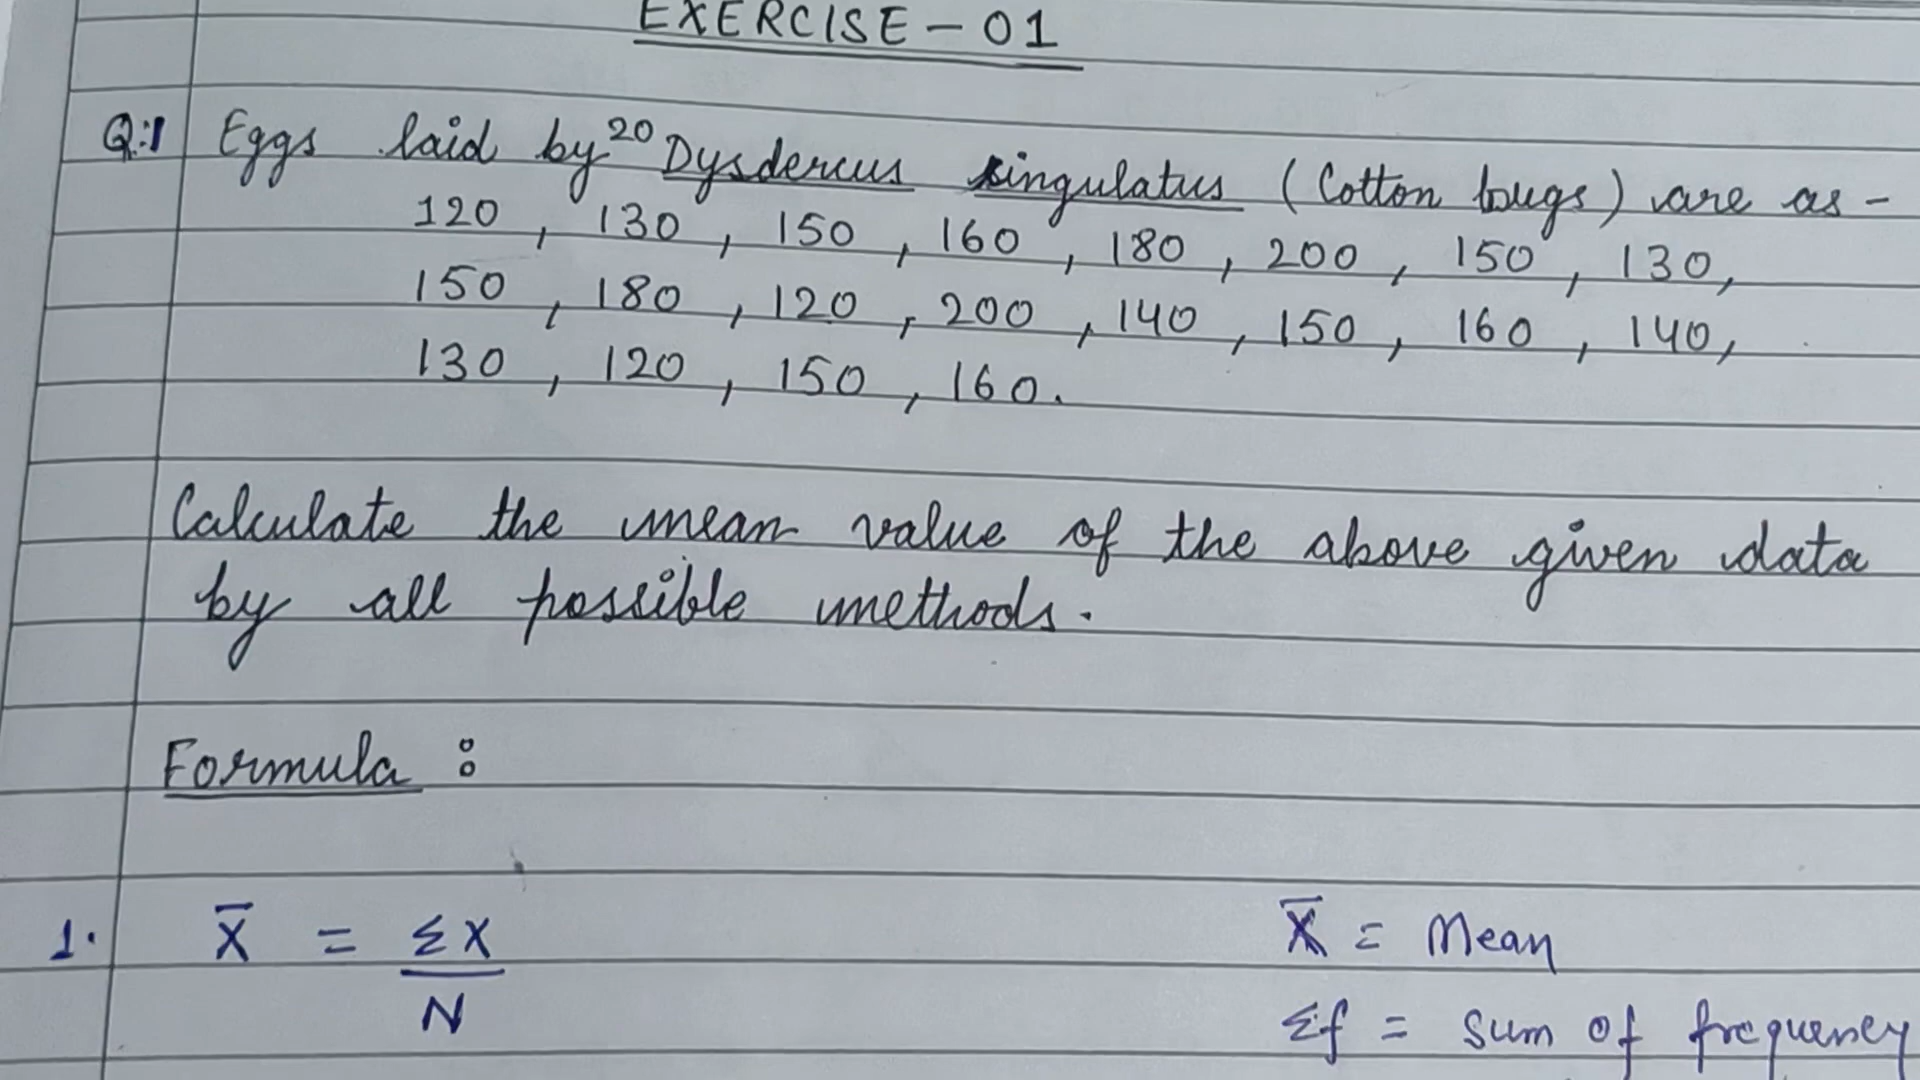 EXERCISE - 01
Q:1 Eggs laid by 20 Dysdercus singulatus (Cotton bugs) are as -
120, 130, 150, 160, 180, 200, 150, 130,
150, 180, 120, 200, 140, 150, 160, 140,
130, 120, 150, 160.
Calculate the mean value of the above given data
by all possible methods.
Formula :
1. X̄ = ΣX / N X̄ = Mean
Σf = sum of frequency